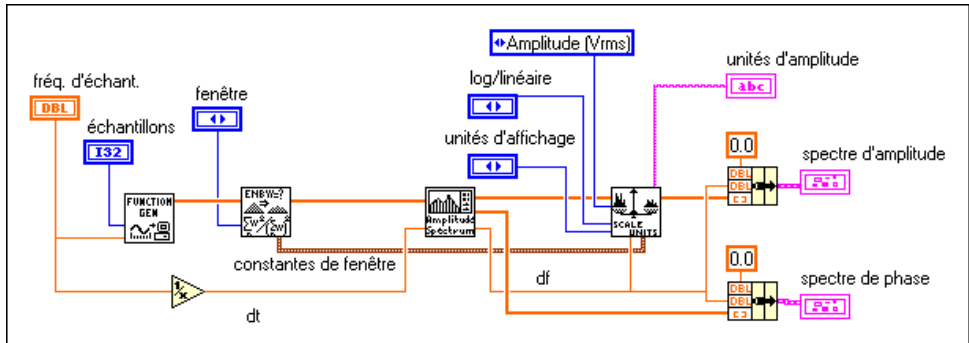 Amplitude (Vrms)
unités d'amplitude
abc
fréq. d'échant.
DBL
fenêtre
log/linéaire
échantillons
I32
unités d'affichage
0.0
spectre d'amplitude
DBL
DBL
FUNCTION
GEN
ENBW=?
Amplitude
Spectrum
SCALE
UNITS
constantes de fenêtre
df
0.0
spectre de phase
DBL
DBL
1/x
dt